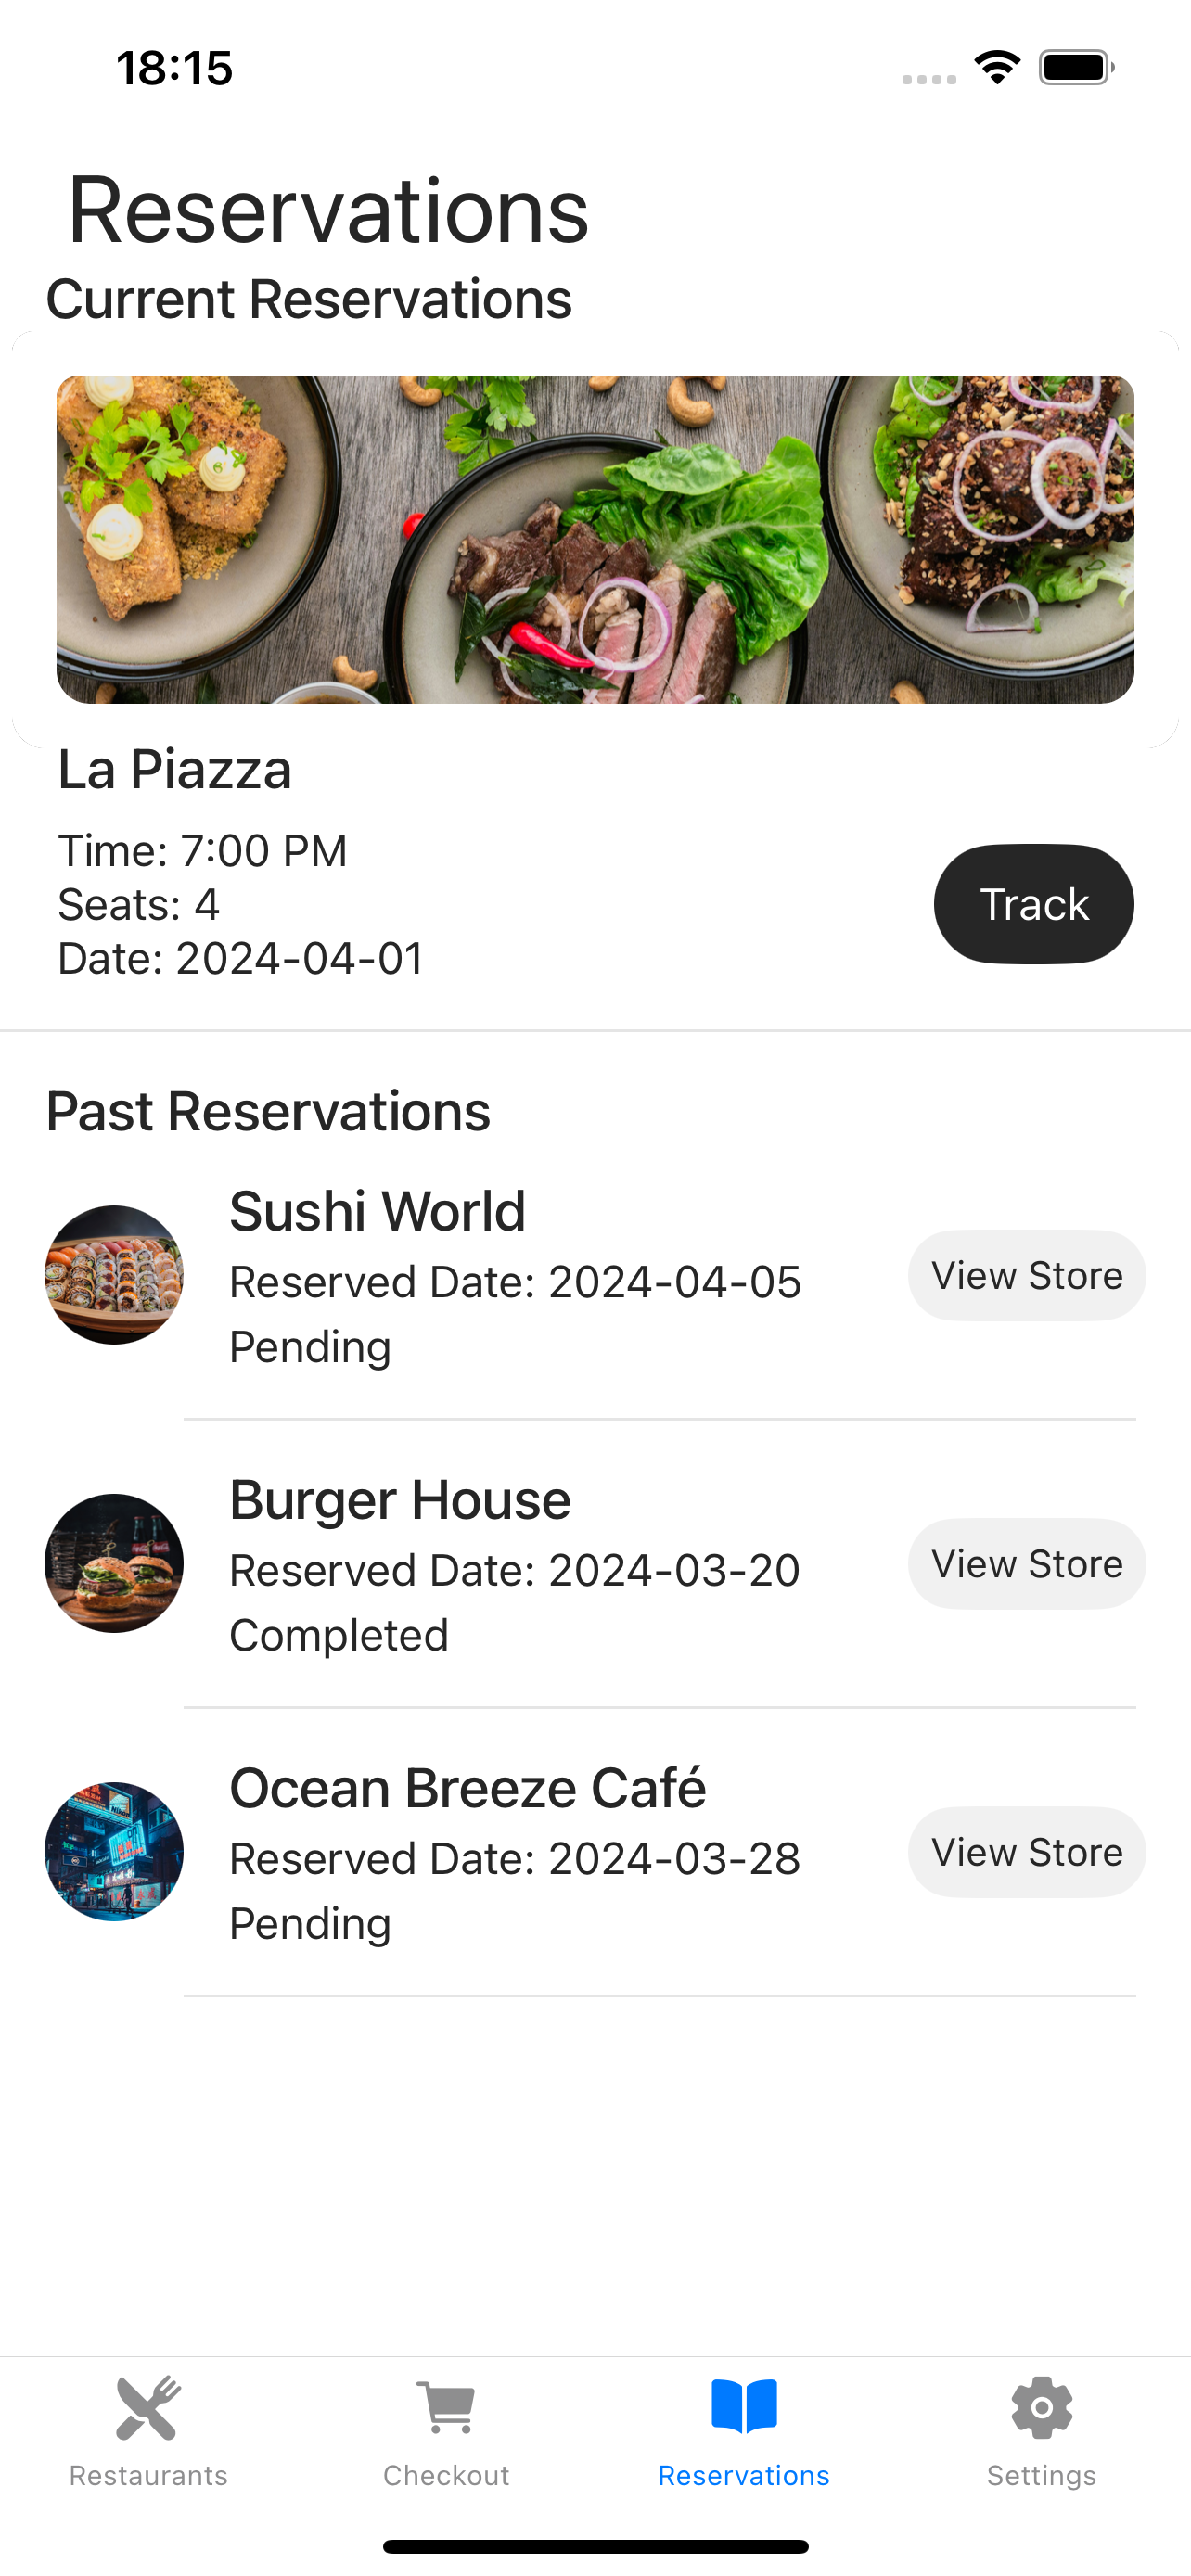 18:15
Reservations
Current Reservations
La Piazza
Time: 7:00 PM
Seats: 4
Date: 2024-04-01
Track
Past Reservations
Sushi World
Reserved Date: 2024-04-05
Pending
View Store
Burger House
Reserved Date: 2024-03-20
Completed
View Store
Ocean Breeze Café
Reserved Date: 2024-03-28
Pending
View Store
Restaurants
Checkout
Reservations
Settings